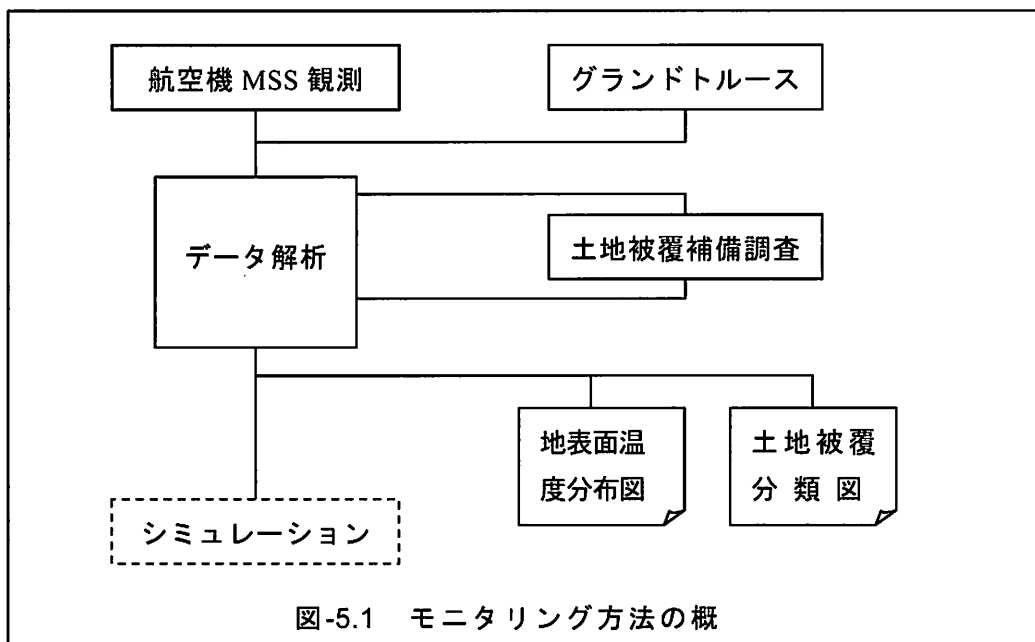 航空機 MSS 観測
グランドトルース
データ解析
土地被覆補備調査
地表面温
度分布図
土地被覆
分類図
シミュレーション
図-5.1 モニタリング方法の概